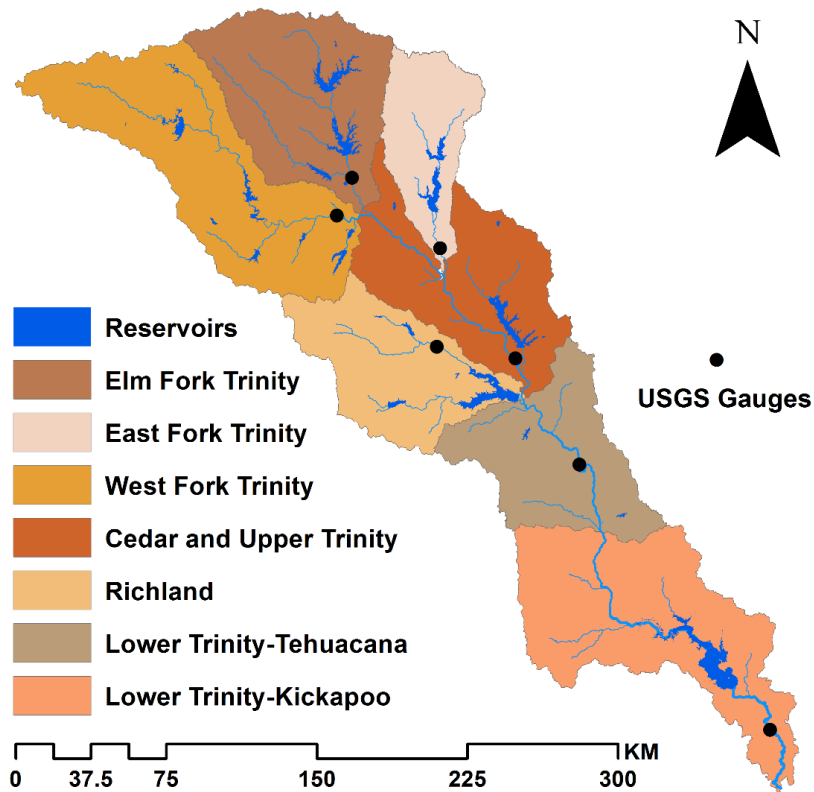 N
Reservoirs
Elm Fork Trinity
East Fork Trinity
West Fork Trinity
Cedar and Upper Trinity
Richland
Lower Trinity-Tehuacana
Lower Trinity-Kickapoo
USGS Gauges
KM
0 37.5 75 150 225 300